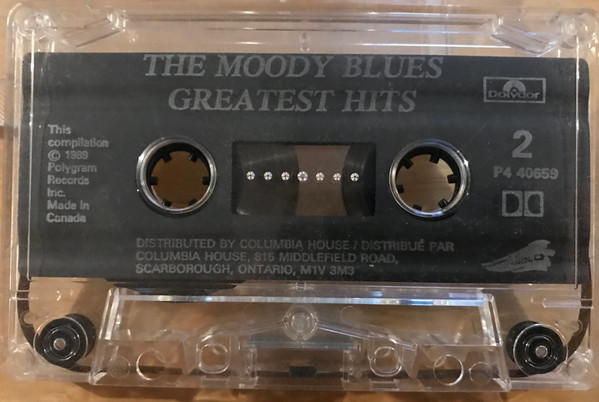 THE MOODY BLUES
GREATEST HITS
Polydor
This
compilation
© 1989
Polygram
Records
Inc.
Made in
Canada
2
P4 40659
DISTRIBUTED BY COLUMBIA HOUSE / DISTRIBUÉ PAR
COLUMBIA HOUSE, 815 MIDDLEFIELD ROAD,
SCARBOROUGH, ONTARIO, M1V 3M3